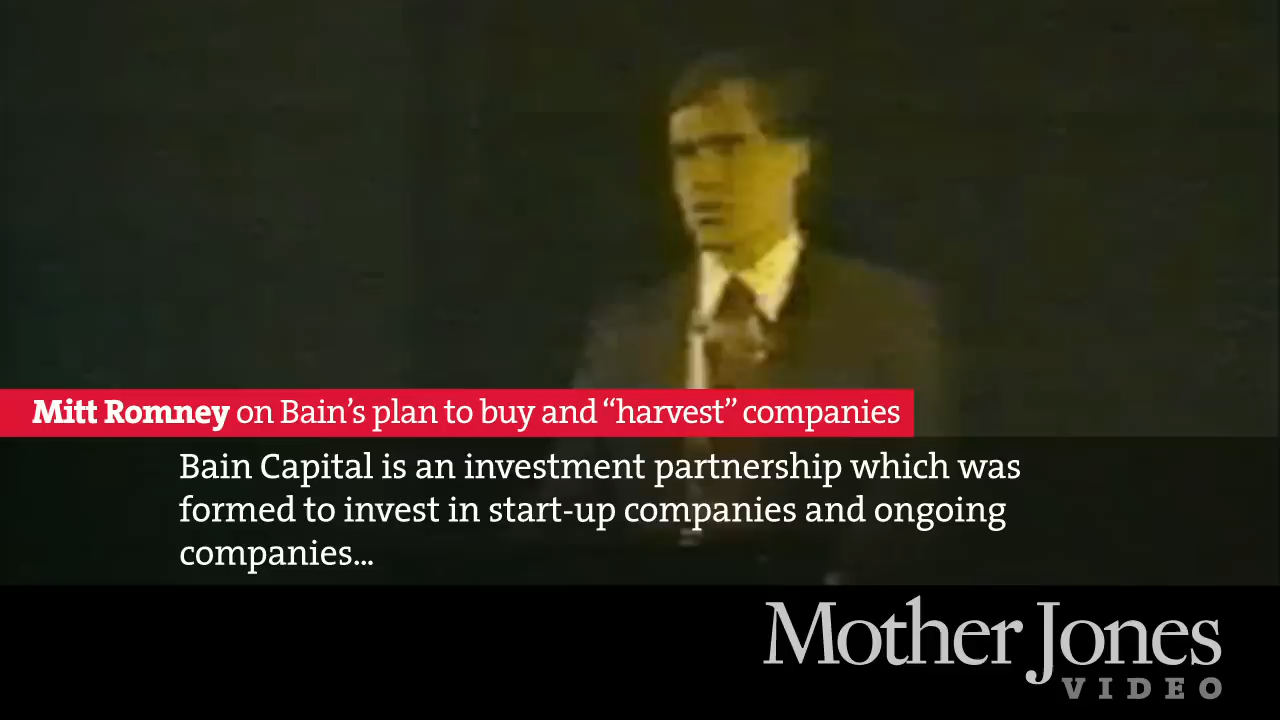 Mitt Romney on Bain’s plan to buy and “harvest” companies
Bain Capital is an investment partnership which was
formed to invest in start-up companies and ongoing
companies...
Mother Jones
VIDEO